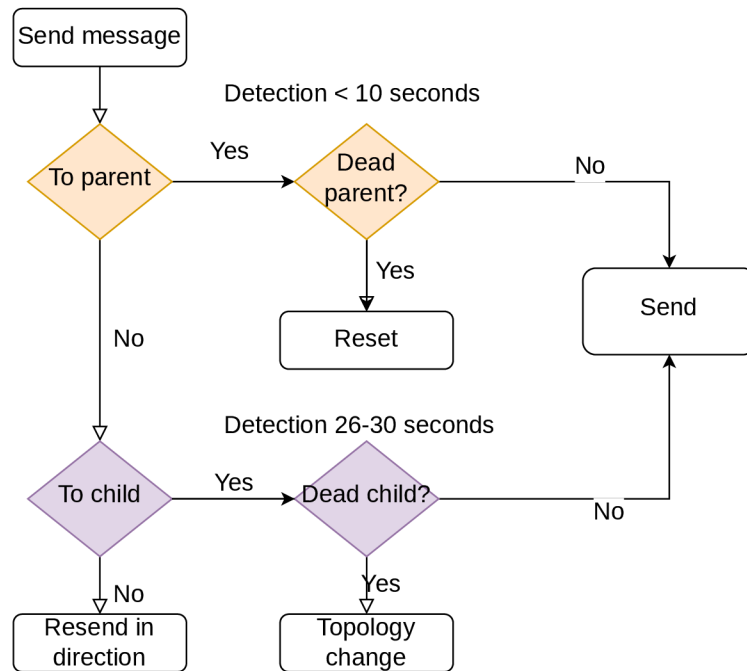 Send message
Detection < 10 seconds
To parent
Yes
Dead
parent?
No
Yes
Reset
Send
No
Detection 26-30 seconds
To child
Yes
Dead child?
No
No
Yes
Resend in
direction
Topology
change